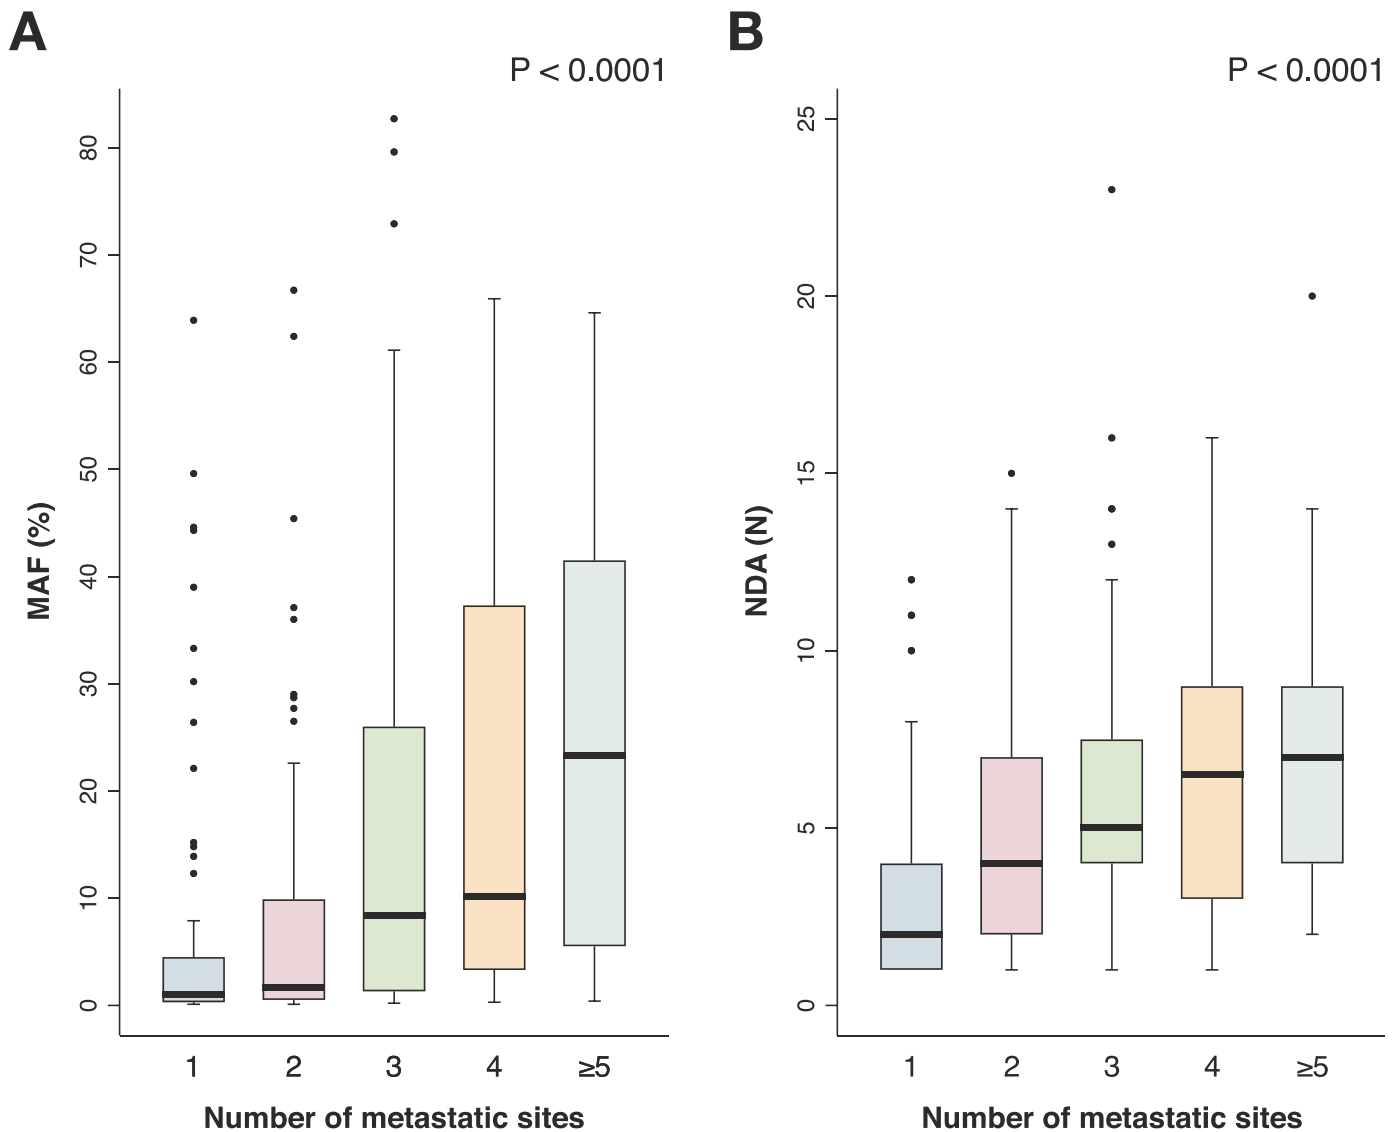 A
P < 0.0001
MAF (%)
80
70
60
50
40
30
20
10
0
1 2 3 4 ≥5
Number of metastatic sites
B
P < 0.0001
NDA (N)
25
20
15
10
5
0
1 2 3 4 ≥5
Number of metastatic sites